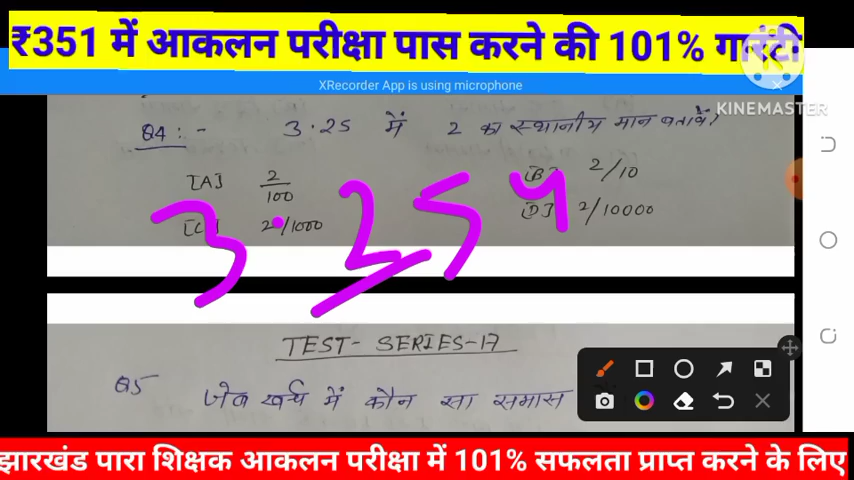 ₹351 में आकलन परीक्षा पास करने की 101% गारंटी
XRecorder App is using microphone
KINEMASTER
Q4 :- 3.25 में 2 का स्थानीय मान बतावें।
[A] 2/100 [B] 2/10
[C] 2/1000 [D] 2/10000
3.254
TEST- SERIES-17
Q5 जेब खर्च में कौन सा समास
झारखंड पारा शिक्षक आकलन परीक्षा में 101% सफलता प्राप्त करने के लिए